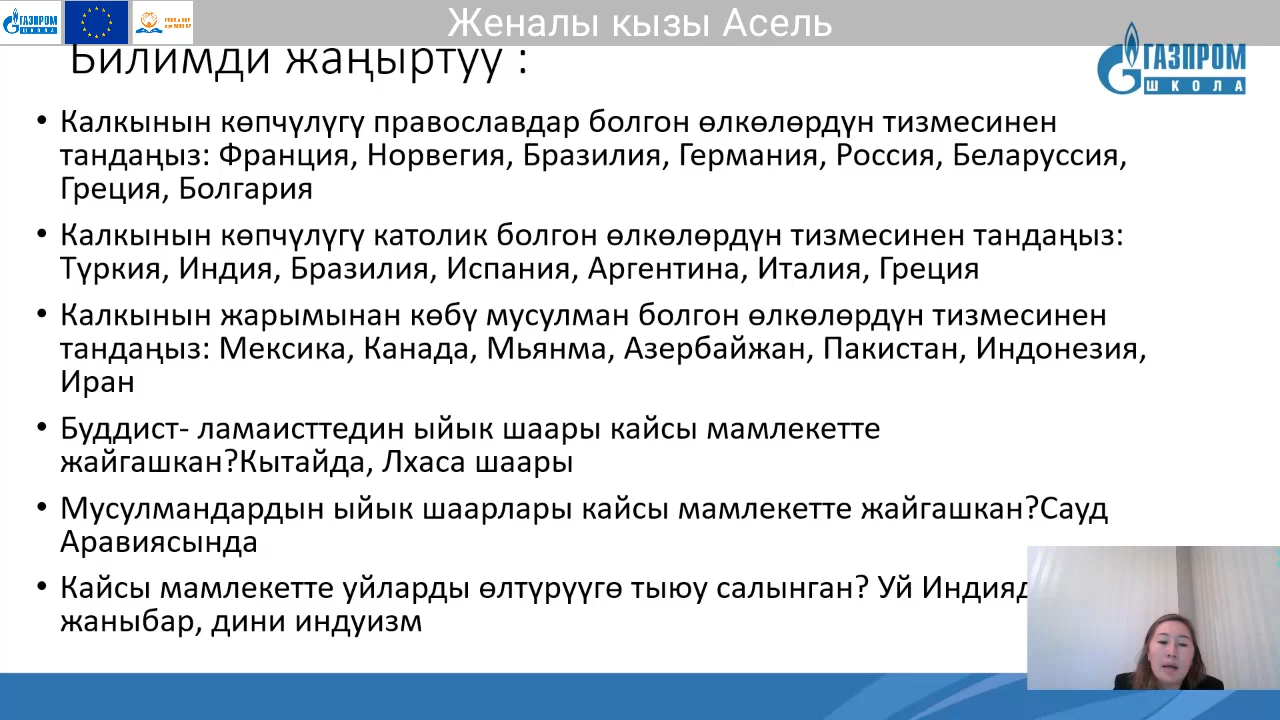 ГАЗПРОМ
ШКОЛА
Женалы кызы Асель
Билимди жаңыртуу :
ГАЗПРОМ
ШКОЛА
• Калкынын көпчүлүгү православдар болгон өлкөлөрдүн тизмесинен
тандаңыз: Франция, Норвегия, Бразилия, Германия, Россия, Беларуссия,
Греция, Болгария
• Калкынын көпчүлүгү католик болгон өлкөлөрдүн тизмесинен тандаңыз:
Түркия, Индия, Бразилия, Испания, Аргентина, Италия, Греция
• Калкынын жарымынан көбү мусулман болгон өлкөлөрдүн тизмесинен
тандаңыз: Мексика, Канада, Мьянма, Азербайжан, Пакистан, Индонезия,
Иран
• Буддист- ламаисттедин ыйык шаары кайсы мамлекетте
жайгашкан?Кытайда, Лхаса шаары
• Мусулмандардын ыйык шаарлары кайсы мамлекетте жайгашкан?Сауд
Аравиясында
• Кайсы мамлекетте уйларды өлтүрүүгө тыюу салынган? Уй
жаныбар, дини индуизм